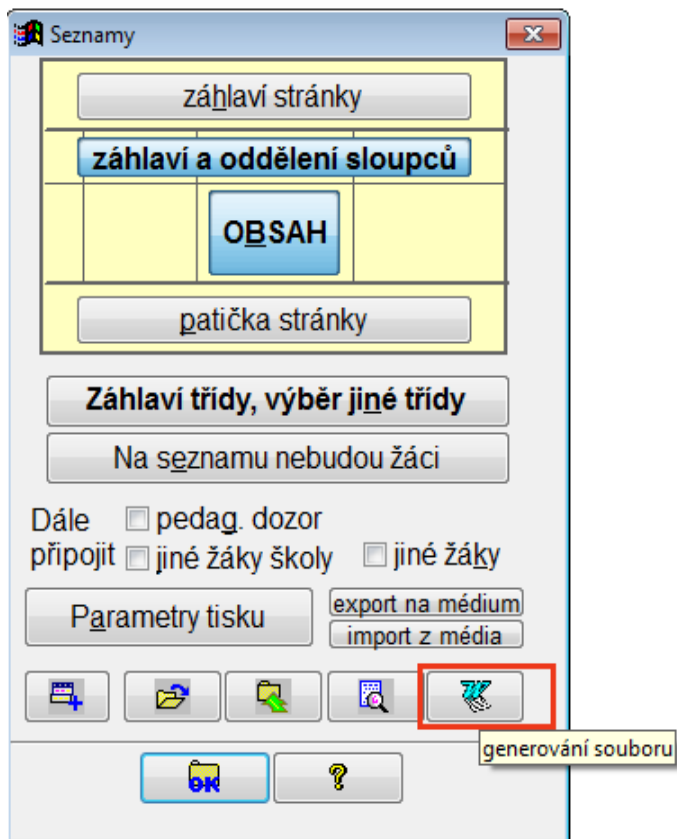 Seznamy
záhlaví stránky
záhlaví a oddělení sloupců
OBSAH
patička stránky
Záhlaví třídy, výběr jiné třídy
Na seznamu nebudou žáci
Dále připojit
pedag. dozor
jiné žáky školy
jiné žáky
Parametry tisku
export na médium
import z média
generování souboru
OK
?